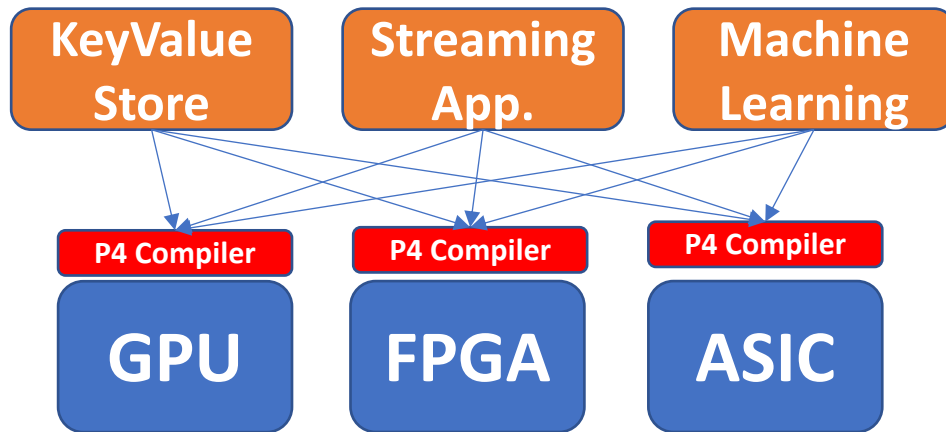 KeyValue
Store
Streaming
App.
Machine
Learning
P4 Compiler
P4 Compiler
P4 Compiler
GPU
FPGA
ASIC